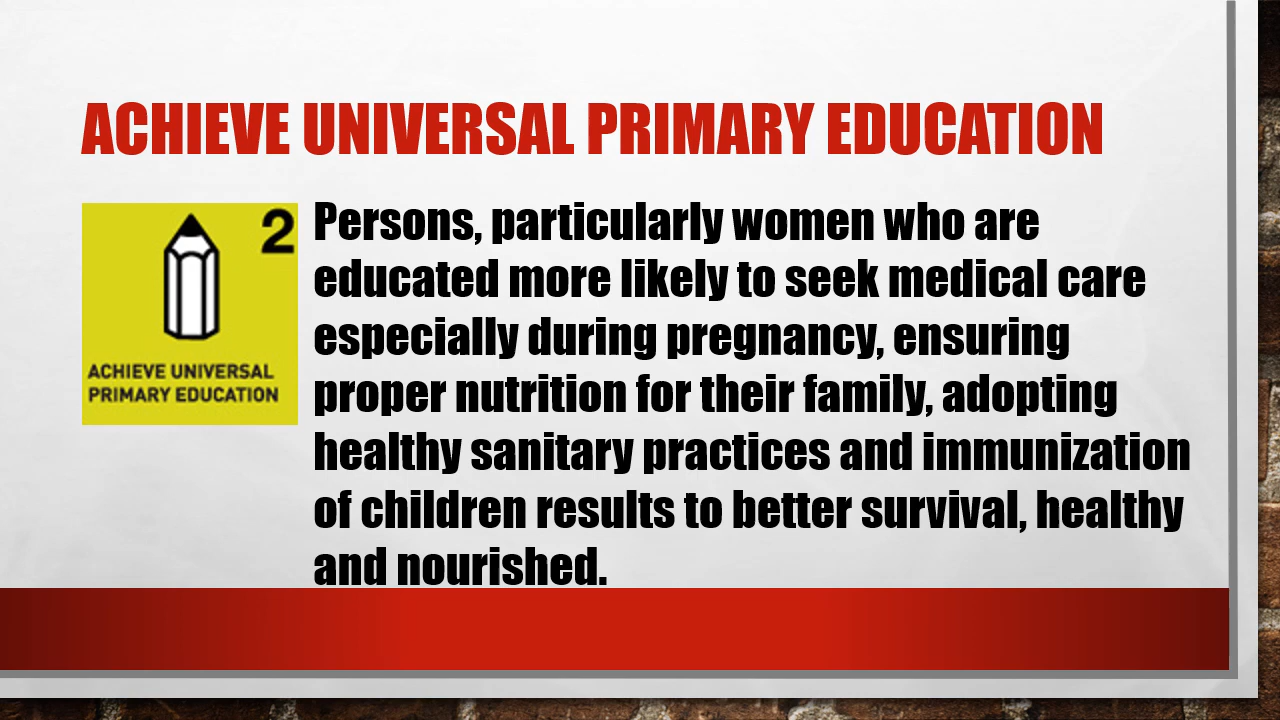 ACHIEVE UNIVERSAL PRIMARY EDUCATION
2
ACHIEVE UNIVERSAL
PRIMARY EDUCATION
Persons, particularly women who are
educated more likely to seek medical care
especially during pregnancy, ensuring
proper nutrition for their family, adopting
healthy sanitary practices and immunization
of children results to better survival, healthy
and nourished.